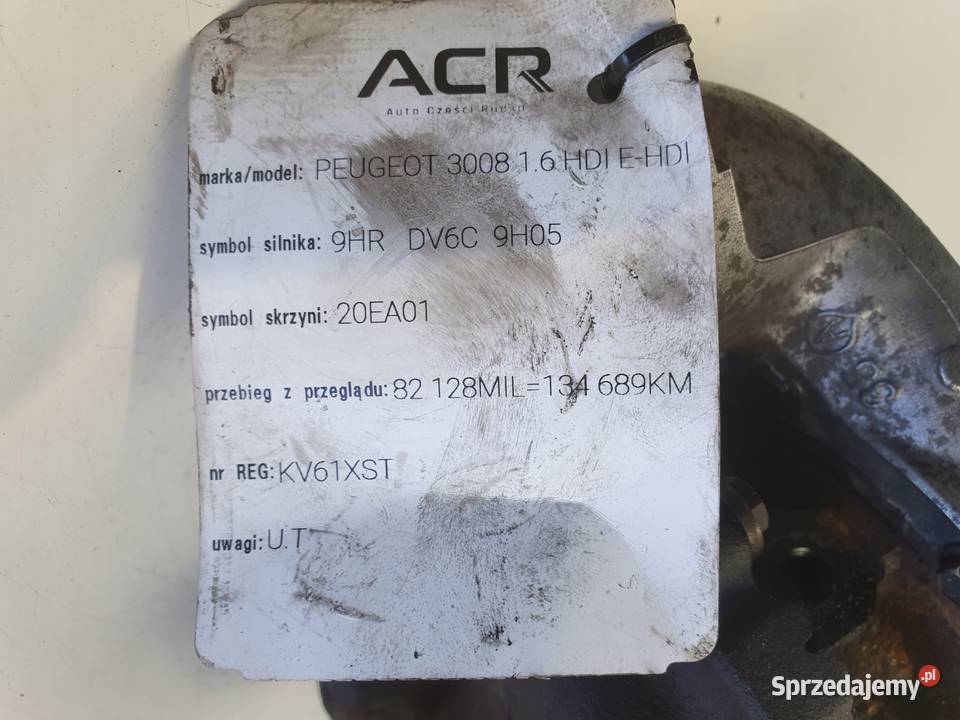 ACR
Auto Części Rudki
marka/model: PEUGEOT 3008 1.6 HDI E-HDI
symbol silnika: 9HR DV6C 9H05
symbol skrzyni: 20EA01
przebieg z przeglądu: 82 128MIL=134 689KM
nr REG: KV61XST
uwagi: U.T
Sprzedajemy.pl